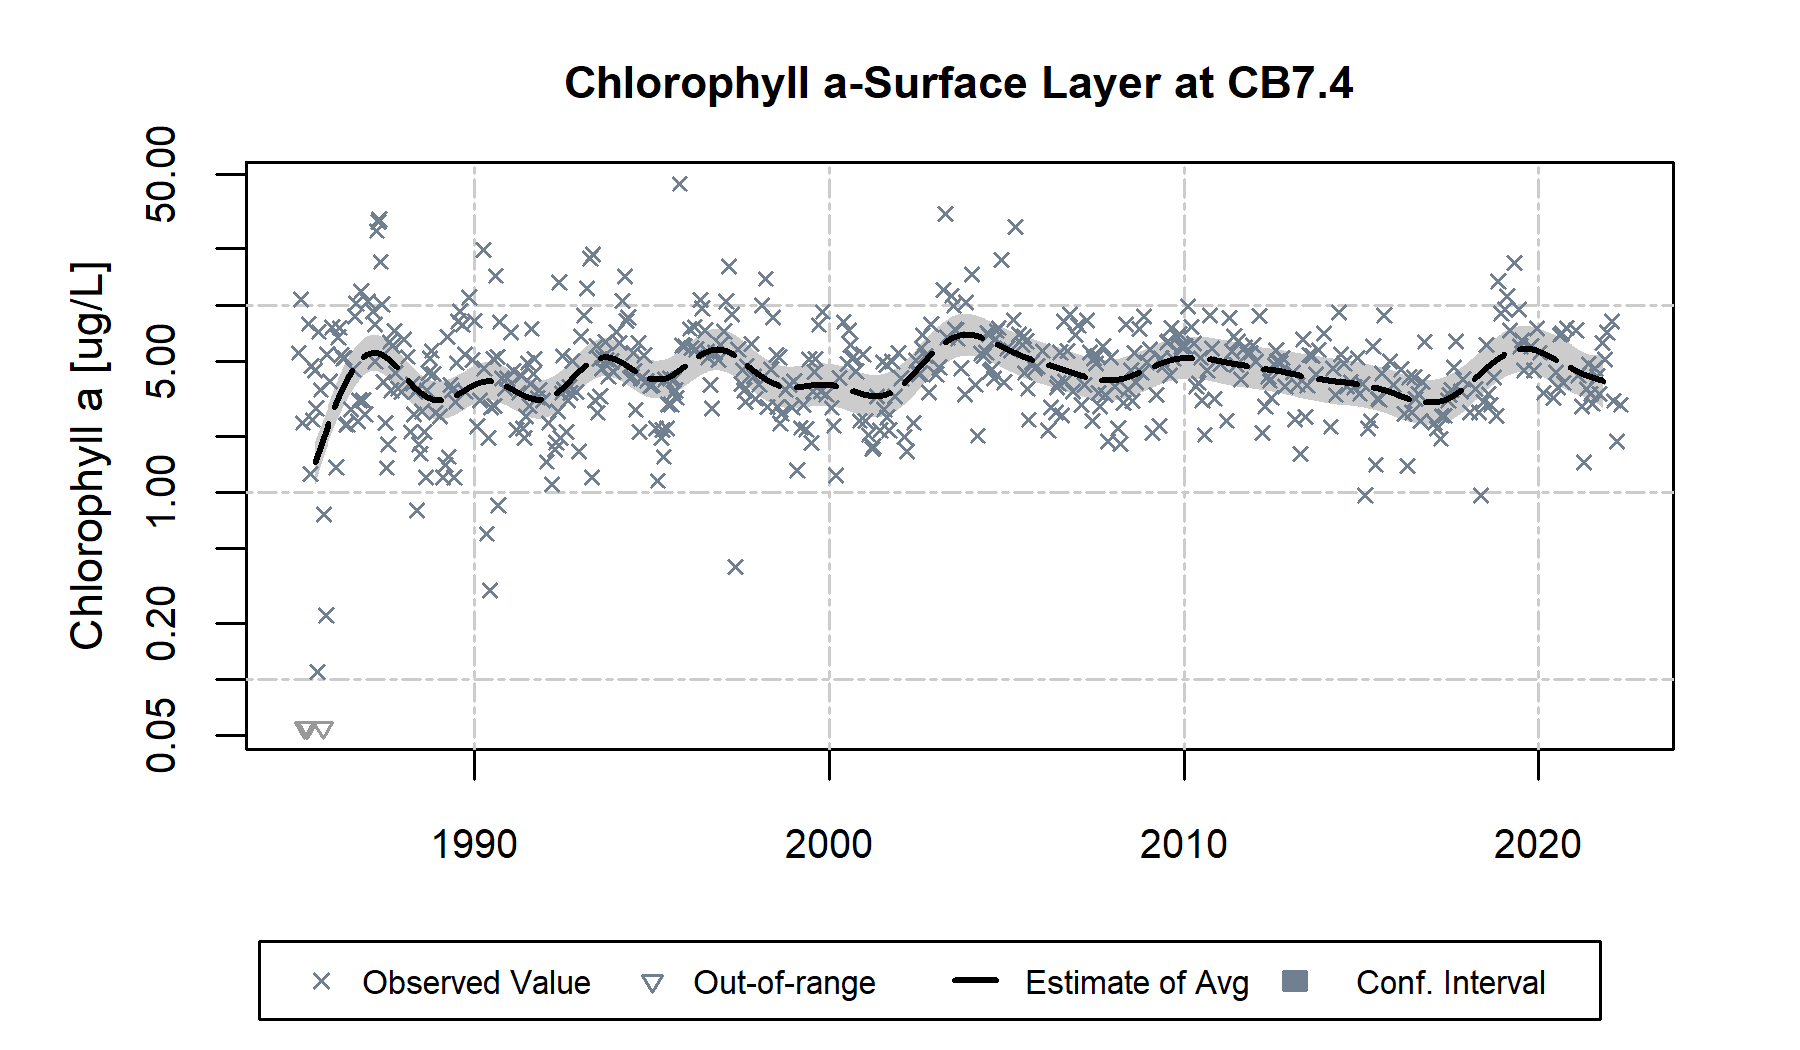 Chlorophyll a-Surface Layer at CB7.4
Chlorophyll a [ug/L]
50.00
5.00
1.00
0.20
0.05
1990 2000 2010 2020
Observed Value Out-of-range Estimate of Avg Conf. Interval